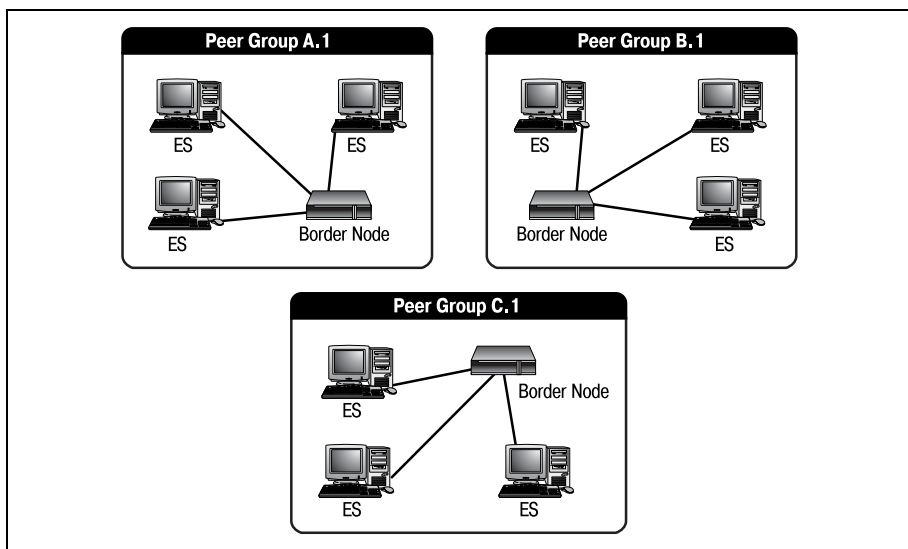 Peer Group A.1
ES
ES
ES
Border Node
Peer Group B.1
ES
ES
Border Node
ES
Peer Group C.1
Border Node
ES
ES
ES